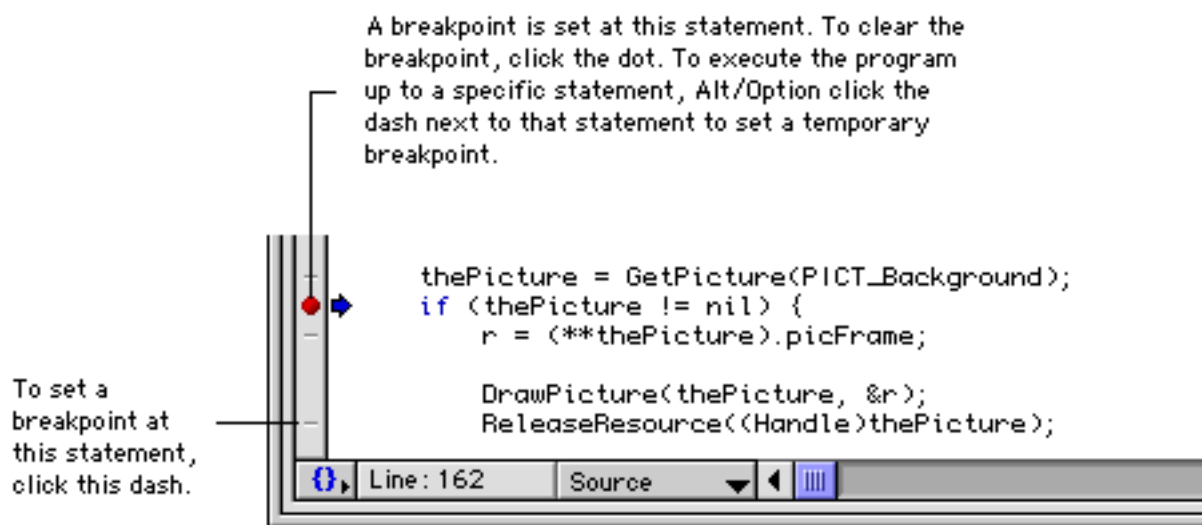 A breakpoint is set at this statement. To clear the
breakpoint, click the dot. To execute the program
up to a specific statement, Alt/Option click the
dash next to that statement to set a temporary
breakpoint.
thePicture = GetPicture(PICT_Background);
if (thePicture != nil) {
r = (**thePicture).picFrame;
DrawPicture(thePicture, &r);
ReleaseResource((Handle)thePicture);
To set a
breakpoint at
this statement,
click this dash.
{} Line: 162 Source